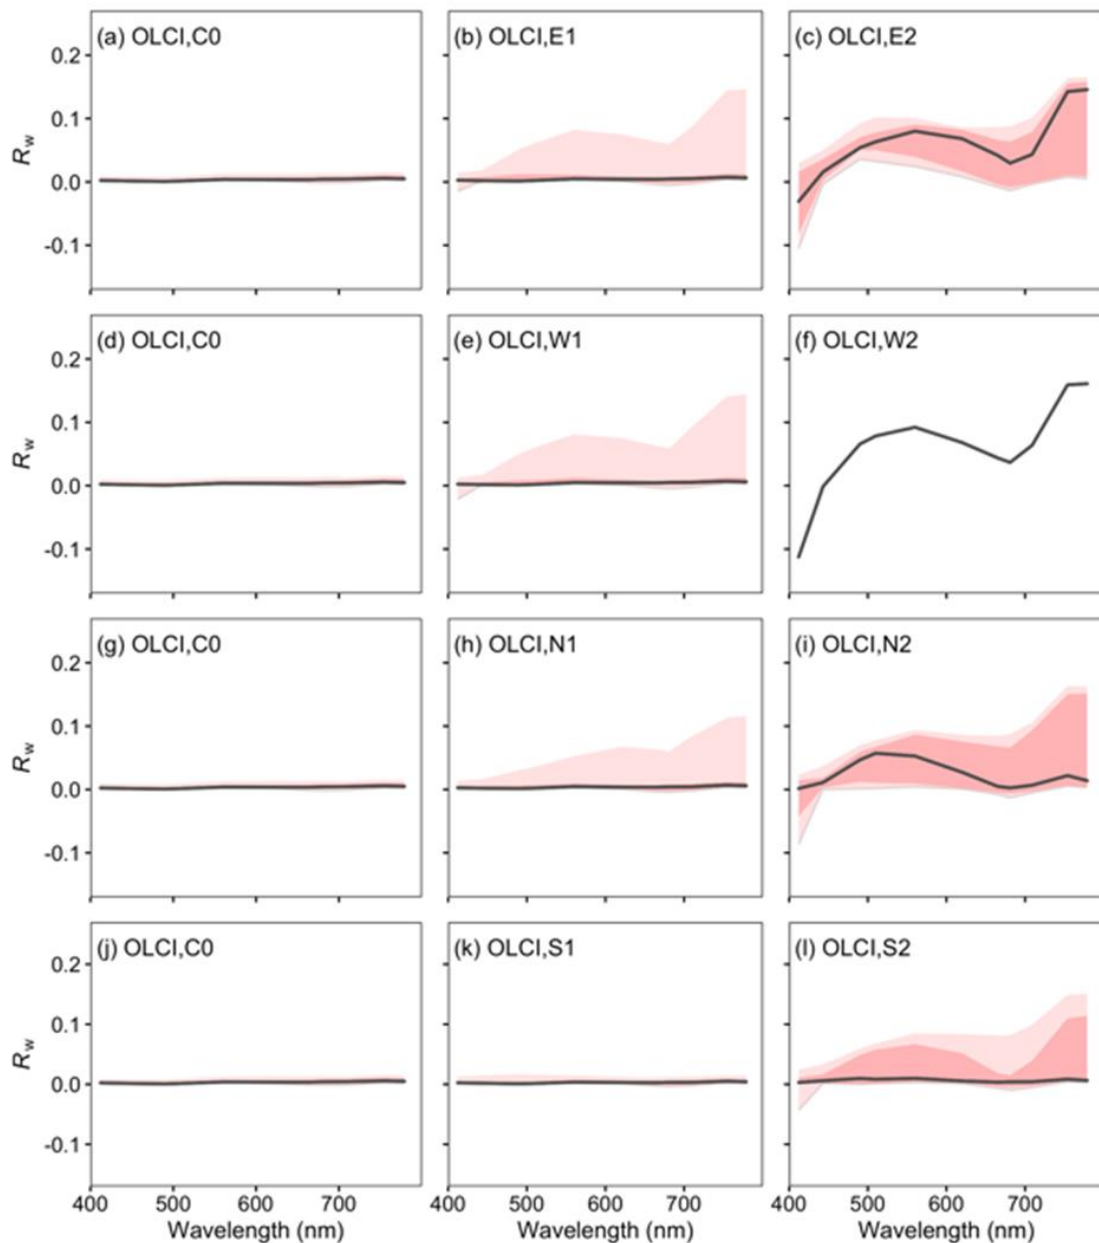 (a) OLCI,C0
(b) OLCI,E1
(c) OLCI,E2
0.2
0.1
0.0
-0.1
Rw
400
500
600
700
(d) OLCI,C0
(e) OLCI,W1
(f) OLCI,W2
0.2
0.1
0.0
-0.1
Rw
(g) OLCI,C0
(h) OLCI,N1
(i) OLCI,N2
0.2
0.1
0.0
-0.1
Rw
(j) OLCI,C0
(k) OLCI,S1
(l) OLCI,S2
0.2
0.1
0.0
-0.1
Rw
400 500 600 700 400 500 600 700 400 500 600 700
Wavelength (nm) Wavelength (nm) Wavelength (nm)